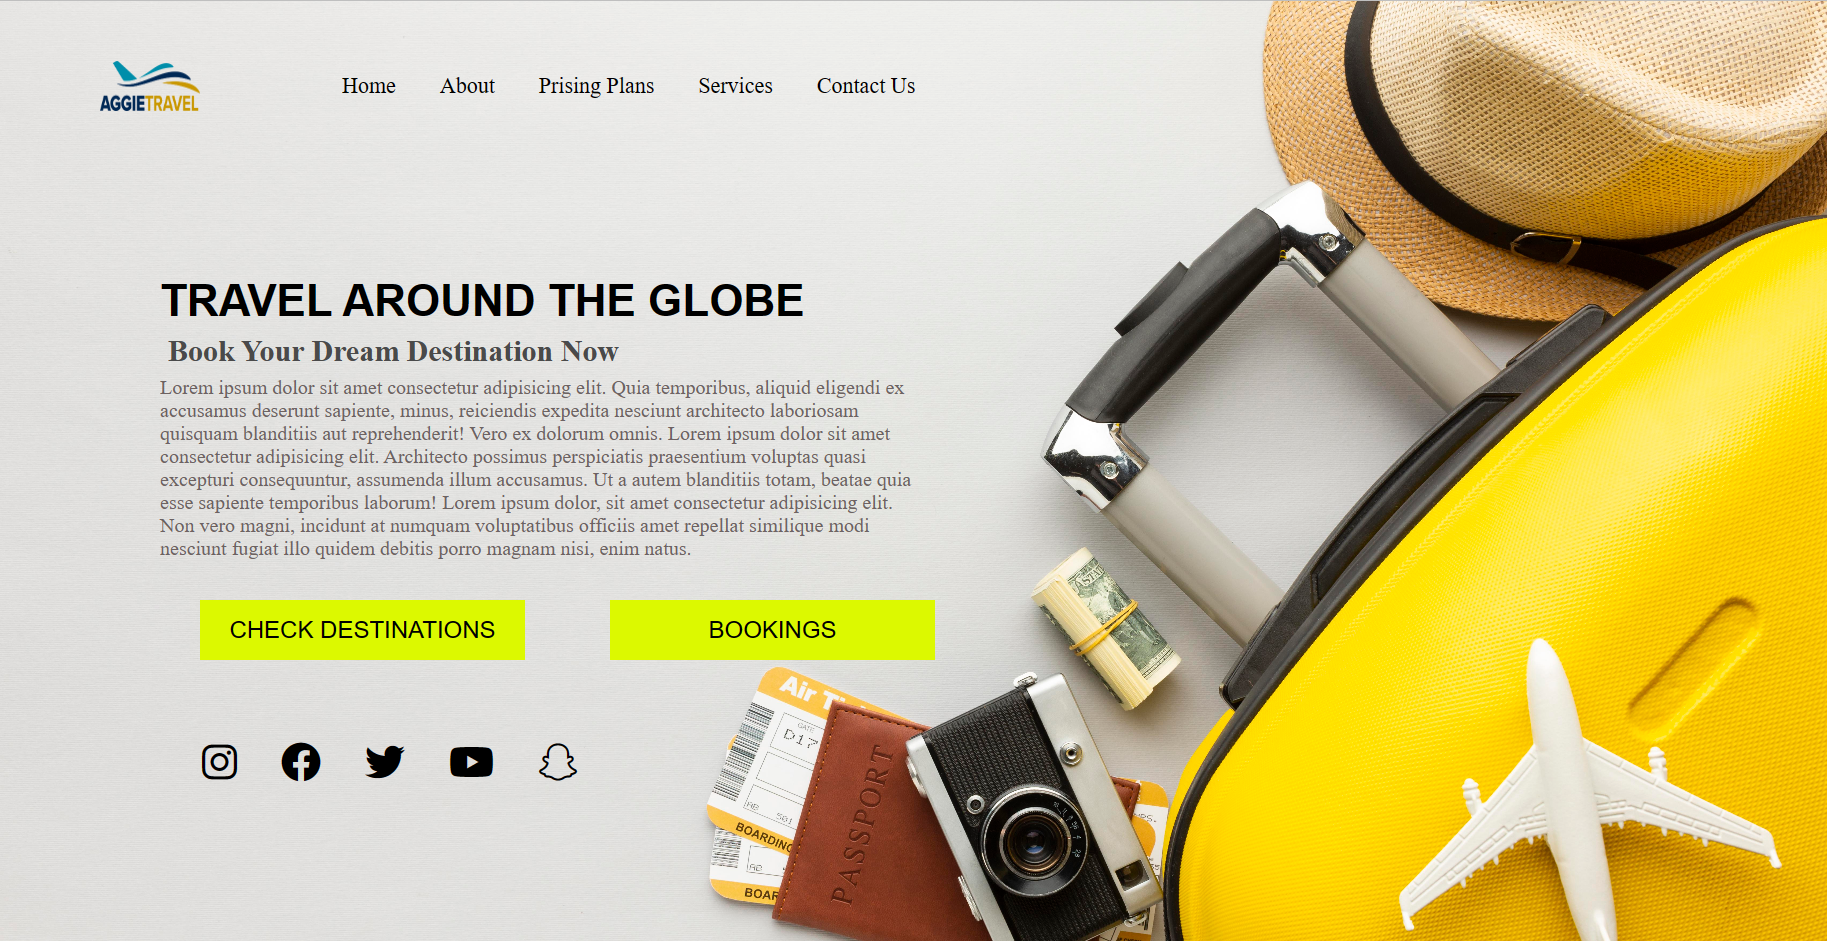 AGGIETRAVEL
Home About Prising Plans Services Contact Us
TRAVEL AROUND THE GLOBE
Book Your Dream Destination Now
Lorem ipsum dolor sit amet consectetur adipisicing elit. Quia temporibus, aliquid eligendi ex
accusamus deserunt sapiente, minus, reiciendis expedita nesciunt architecto laboriosam
quisquam blanditiis aut reprehenderit! Vero ex dolorum omnis. Lorem ipsum dolor sit amet
consectetur adipisicing elit. Architecto possimus perspiciatis praesentium voluptas quasi
excepturi consequuntur, assumenda illum accusamus. Ut a autem blanditiis totam, beatae quia
esse sapiente temporibus laborum! Lorem ipsum dolor, sit amet consectetur adipisicing elit.
Non vero magni, incidunt at numquam voluptatibus officiis amet repellat similique modi
nesciunt fugiat illo quidem debitis porro magnam nisi, enim natus.
CHECK DESTINATIONS
BOOKINGS
Air
GATE
D17
AB
BOARDING
AB
PASSPORT